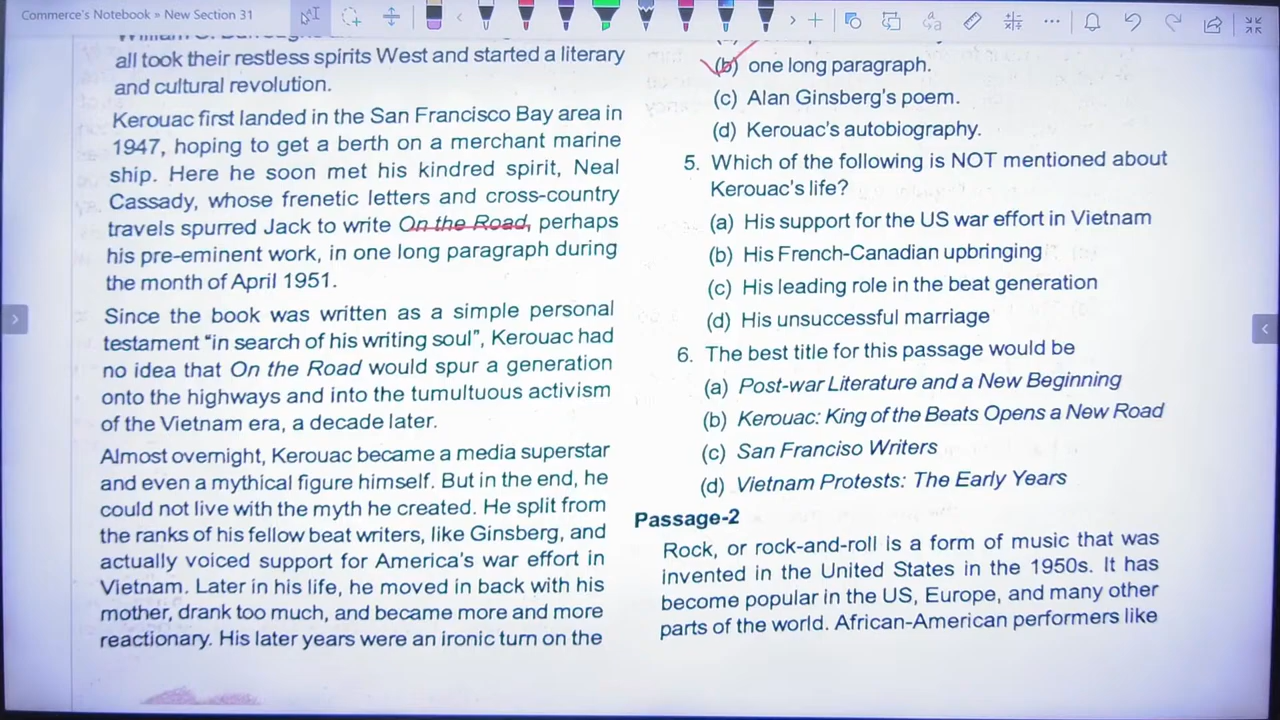 Commerce's Notebook » New Section 31
all took their restless spirits West and started a literary
and cultural revolution.
Kerouac first landed in the San Francisco Bay area in
1947, hoping to get a berth on a merchant marine
ship. Here he soon met his kindred spirit, Neal
Cassady, whose frenetic letters and cross-country
travels spurred Jack to write On the Road, perhaps
his pre-eminent work, in one long paragraph during
the month of April 1951.
Since the book was written as a simple personal
testament “in search of his writing soul”, Kerouac had
no idea that On the Road would spur a generation
onto the highways and into the tumultuous activism
of the Vietnam era, a decade later.
Almost overnight, Kerouac became a media superstar
and even a mythical figure himself. But in the end, he
could not live with the myth he created. He split from
the ranks of his fellow beat writers, like Ginsberg, and
actually voiced support for America's war effort in
Vietnam. Later in his life, he moved in back with his
mother, drank too much, and became more and more
reactionary. His later years were an ironic turn on the
(b) one long paragraph.
(c) Alan Ginsberg's poem.
(d) Kerouac's autobiography.
5. Which of the following is NOT mentioned about
Kerouac's life?
(a) His support for the US war effort in Vietnam
(b) His French-Canadian upbringing
(c) His leading role in the beat generation
(d) His unsuccessful marriage
6. The best title for this passage would be
(a) Post-war Literature and a New Beginning
(b) Kerouac: King of the Beats Opens a New Road
(c) San Franciso Writers
(d) Vietnam Protests: The Early Years
Passage-2
Rock, or rock-and-roll is a form of music that was
invented in the United States in the 1950s. It has
become popular in the US, Europe, and many other
parts of the world. African-American performers like